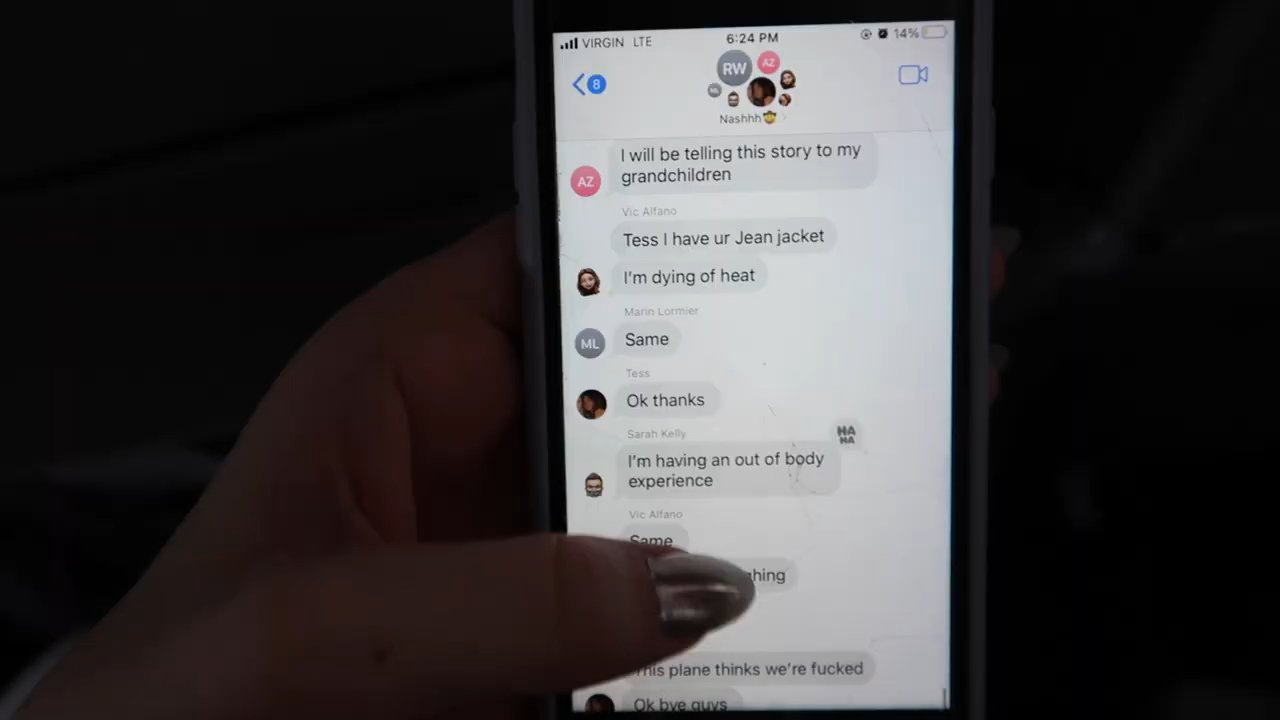 VIRGIN LTE
6:24 PM
14%
8
RW
AZ
ML
Nashhh🤠
I will be telling this story to my
grandchildren
AZ
Vic Alfano
Tess I have ur Jean jacket
I'm dying of heat
Marin Lormier
Same
ML
Tess
Ok thanks
Sarah Kelly
HA
HA
I'm having an out of body
experience
Vic Alfano
Same
This plane thinks we're fucked
Ok bye guys